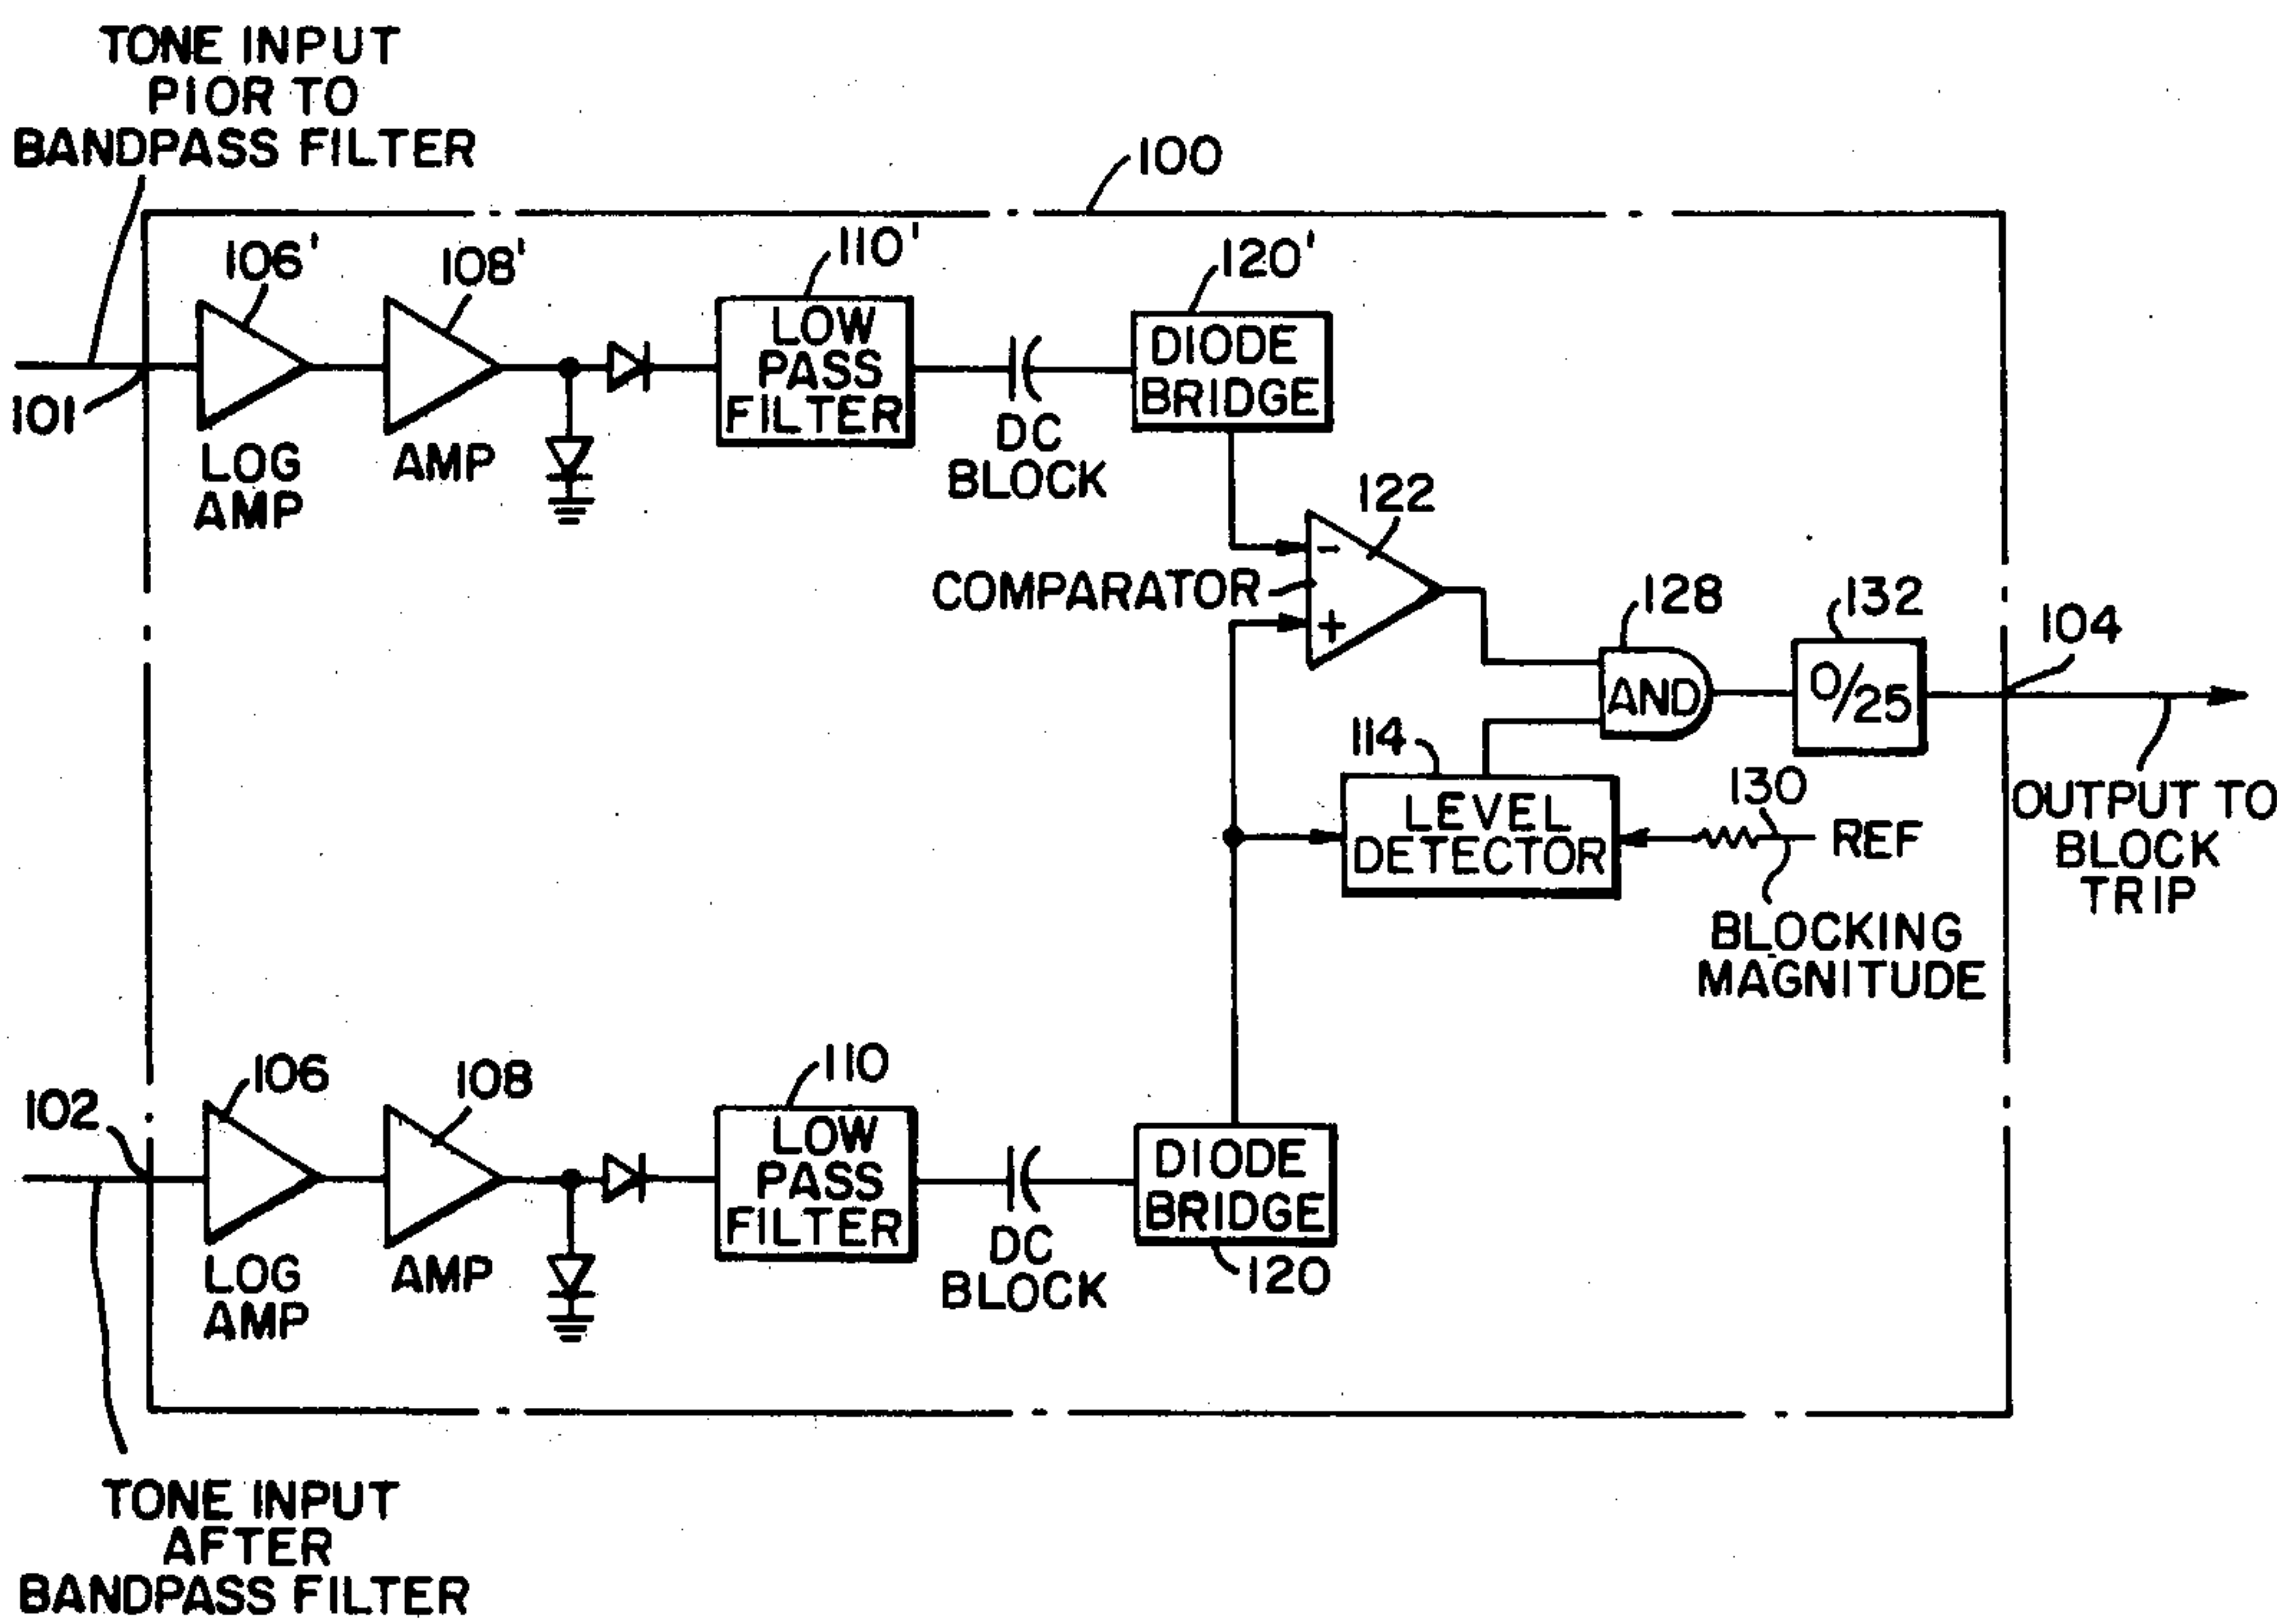 TONE INPUT
PIOR TO
BANDPASS FILTER
100
106'
108'
110'
120'
LOW
PASS
FILTER
DIODE
BRIDGE
101
LOG
AMP
AMP
DC
BLOCK
122
-
COMPARATOR
+
128
132
104
AND
0/25
114
130
LEVEL
DETECTOR
REF
OUTPUT TO
BLOCK
TRIP
BLOCKING
MAGNITUDE
102
106
108
110
LOW
PASS
FILTER
DIODE
BRIDGE
LOG
AMP
AMP
DC
BLOCK
120
TONE INPUT
AFTER
BANDPASS FILTER